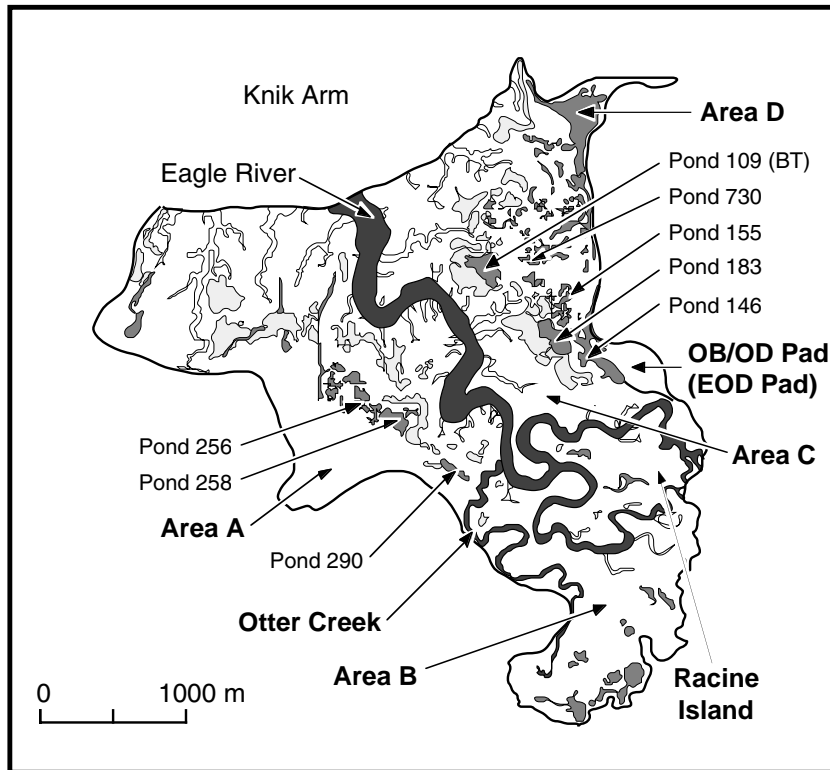 Knik Arm
Area D
Eagle River
Pond 109 (BT)
Pond 730
Pond 155
Pond 183
Pond 146
OB/OD Pad
(EOD Pad)
Pond 256
Area C
Pond 258
Area A
Pond 290
Otter Creek
Area B
Racine
Island
0 1000 m